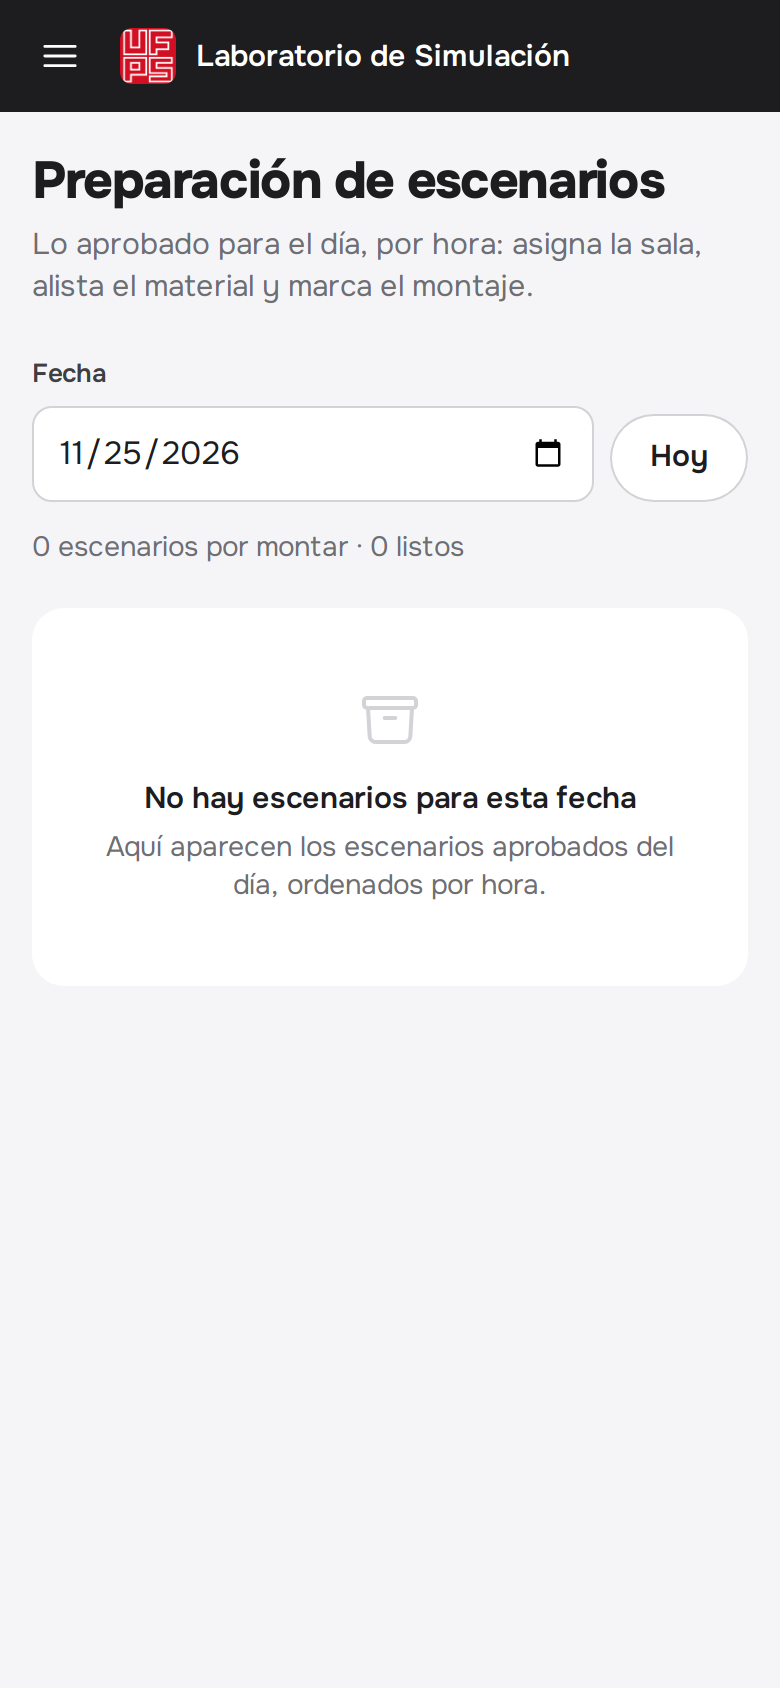 UFPS
Laboratorio de Simulación
Preparación de escenarios
Lo aprobado para el día, por hora: asigna la sala,
alista el material y marca el montaje.
Fecha
11/25/2026
Hoy
0 escenarios por montar · 0 listos
No hay escenarios para esta fecha
Aquí aparecen los escenarios aprobados del
día, ordenados por hora.